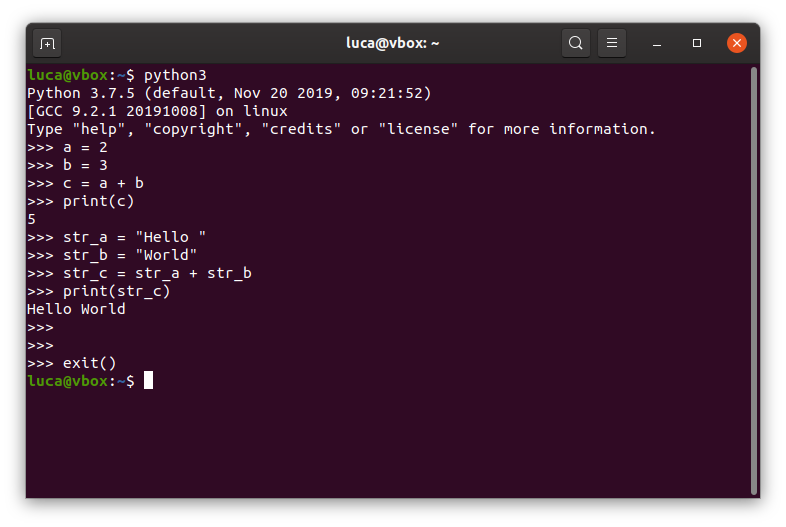 luca@vbox: ~
luca@vbox:~$ python3
Python 3.7.5 (default, Nov 20 2019, 09:21:52)
[GCC 9.2.1 20191008] on linux
Type "help", "copyright", "credits" or "license" for more information.
>>> a = 2
>>> b = 3
>>> c = a + b
>>> print(c)
5
>>> str_a = "Hello "
>>> str_b = "World"
>>> str_c = str_a + str_b
>>> print(str_c)
Hello World
>>>
>>>
>>> exit()
luca@vbox:~$